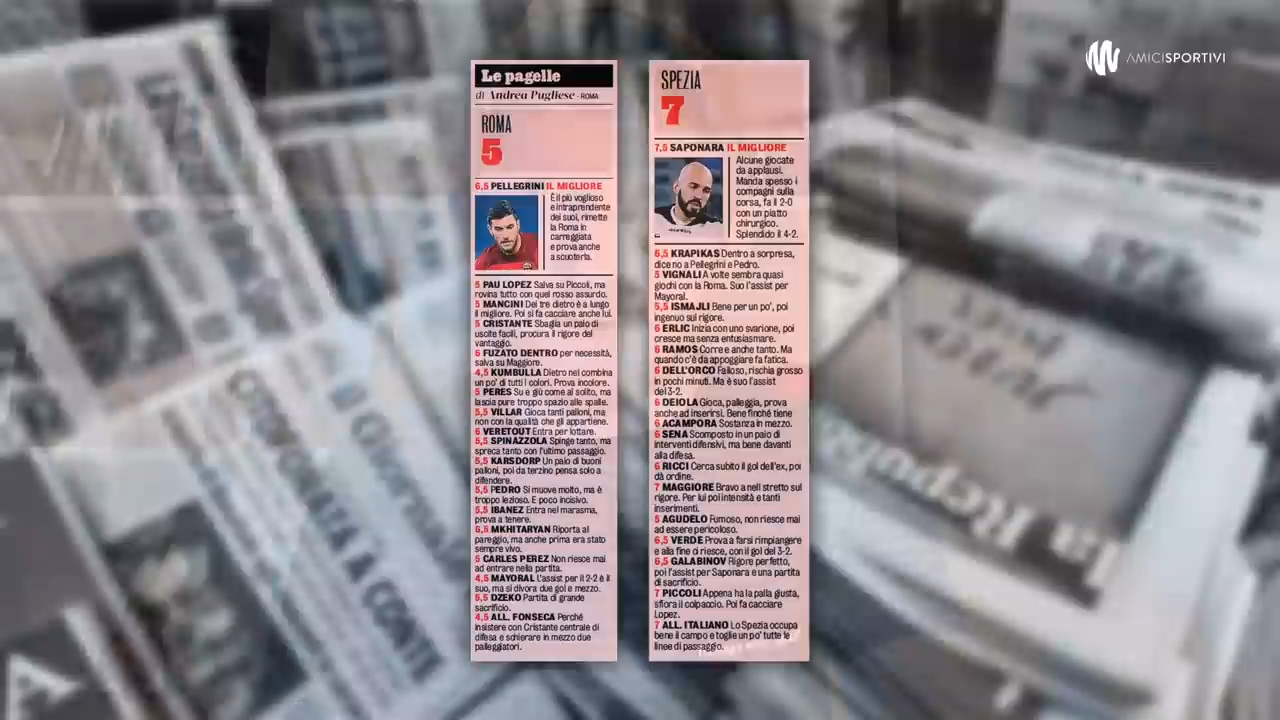 AMICISPORTIVI
Le pagelle
di Andrea Pugliese - ROMA
ROMA
5
6,5 PELLEGRINI IL MIGLIORE
È il più voglioso
e intraprendente
dei suoi, rimette
la Roma in
carreggiata
e prova anche
a scuoterla.
5 PAU LOPEZ Salva su Piccoli, ma
rovina tutto con quel rosso assurdo.
5 MANCINI Dei tre dietro è a lungo
il migliore. Poi si fa cacciare anche lui.
5 CRISTANTE Sbaglia un paio di
uscite facili, procura il rigore del
vantaggio.
6 FUZATO DENTRO per necessità,
salva su Maggiore.
4,5 KUMBULLA Dietro nel combina
un po' di tutti i colori. Prova incolore.
5 PERES Su e giù come al solito, ma
lascia pure troppo spazio alle spalle.
5,5 VILLAR Gioca tanti palloni, ma
non con la qualità che gli appartiene.
6 VERETOUT Entra per lottare.
5,5 SPINAZZOLA Spinge tanto, ma
spreca tanto con l'ultimo passaggio.
5,5 KARSDORP Un paio di buoni
palloni, poi da terzino pensa solo a
difendere.
5,5 PEDRO Si muove molto, ma è
troppo lezioso. E poco incisivo.
5,5 IBANEZ Entra nel marasma,
prova a tenere.
6,5 MKHITARYAN Riporta al
pareggio, ma anche prima era stato
sempre vivo.
5 CARLES PEREZ Non riesce mai
ad entrare nella partita.
4,5 MAYORAL L'assist per il 2-2 è il
suo, ma si divora due gol e mezzo.
5,5 DZEKO Partita di grande
sacrificio.
4,5 ALL. FONSECA Perché
insistere con Cristante centrale di
difesa e schierare in mezzo due
palleggiatori.
SPEZIA
7
7,5 SAPONARA IL MIGLIORE
Alcune giocate
da applausi.
Manda spesso i
compagni sulla
corsa, fa il 2-0
con un piatto
chirurgico.
Splendido il 4-2.
6,5 KRAPIKAS Dentro a sorpresa,
dice no a Pellegrini e Pedro.
5 VIGNALI A volte sembra quasi
giochi con la Roma. Suo l'assist per
Mayoral.
5,5 ISMAJLI Bene per un po', poi
ingenuo sul rigore.
6 ERLIC Inizia con uno svarione, poi
cresce ma senza entusiasmare.
6 RAMOS Corre e anche tanto. Ma
quando c'è da appoggiare fa fatica.
6 DELL'ORCO Falloso, rischia grosso
in pochi minuti. Ma è suo l'assist
del 3-2.
6 DEIOLA Gioca, palleggia, prova
anche ad inserirsi. Bene finché tiene
6 ACAMPORA Sostanza in mezzo.
6 SENA Scomposto in un paio di
interventi difensivi, ma bene davanti
alla difesa.
6 RICCI Cerca subito il gol dell'ex, poi
dà ordine.
7 MAGGIORE Bravo a nell stretto sul
rigore. Per lui poi intensità e tanti
inserimenti.
5 AGUDELO Fumoso, non riesce mai
ad essere pericoloso.
6,5 VERDE Prova a farsi rimpiangere
e alla fine ci riesce, con il gol del 3-2.
6,5 GALABINOV Rigore perfetto,
poi l'assist per Saponara e una partita
di sacrificio.
7 PICCOLI Appena ha la palla giusta,
sfiora il colpaccio. Poi fa cacciare
Lopez.
7 ALL. ITALIANO Lo Spezia occupa
bene il campo e toglie un po' tutte le
linee di passaggio.
la Repu